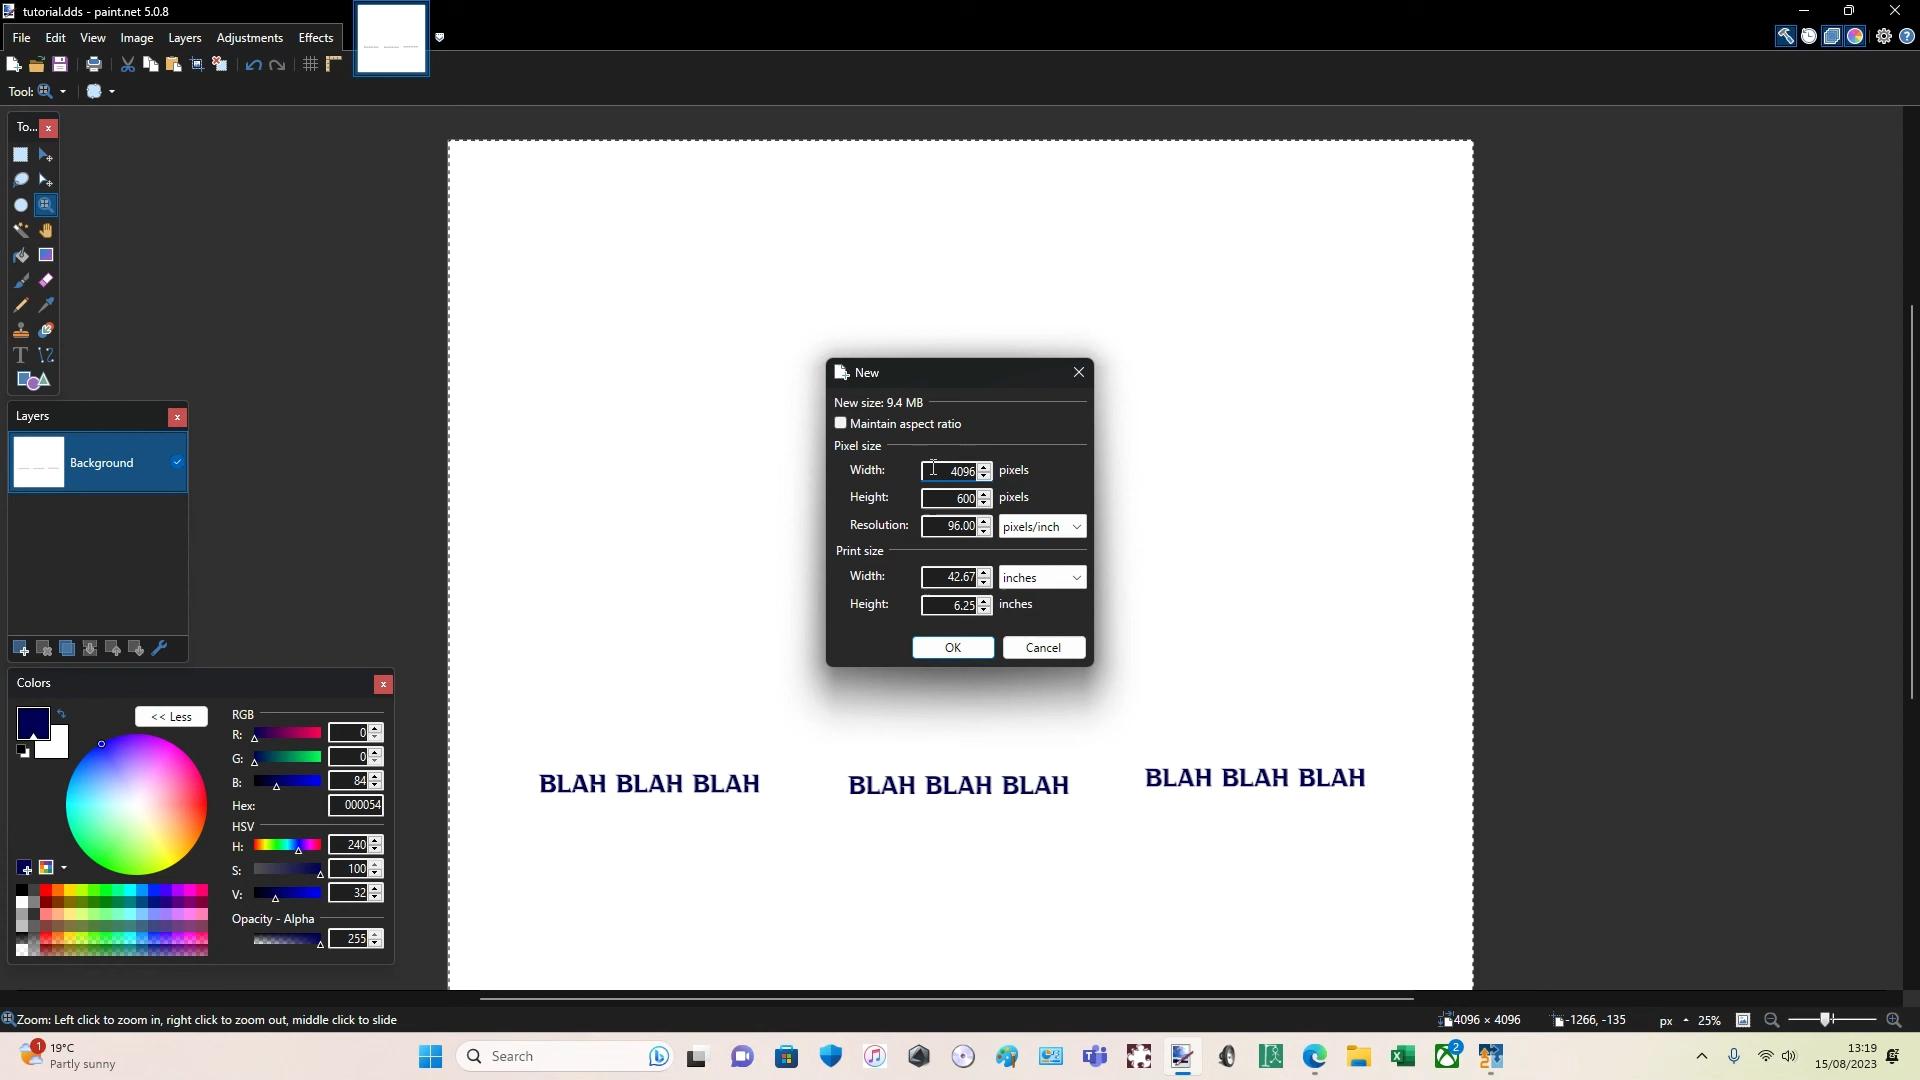 tutorial.dds - paint.net 5.0.8
File Edit View Image Layers Adjustments Effects
Tool:
To...
New
New size: 9.4 MB
Maintain aspect ratio
Pixel size
Width: 4096 pixels
Height: 600 pixels
Resolution: 96.00 pixels/inch
Print size
Width: 42.67 inches
Height: 6.25 inches
OK Cancel
Layers
Background
Colors
<< Less
RGB
R: 0
G: 0
B: 84
Hex: 000054
HSV
H: 240
S: 100
V: 32
Opacity - Alpha
255
BLAH BLAH BLAH BLAH BLAH BLAH BLAH BLAH BLAH
Zoom: Left click to zoom in, right click to zoom out, middle click to slide
4096 × 4096 -1266, -135 px 25%
1
19°C
Partly sunny
Search
2
13:19
15/08/2023